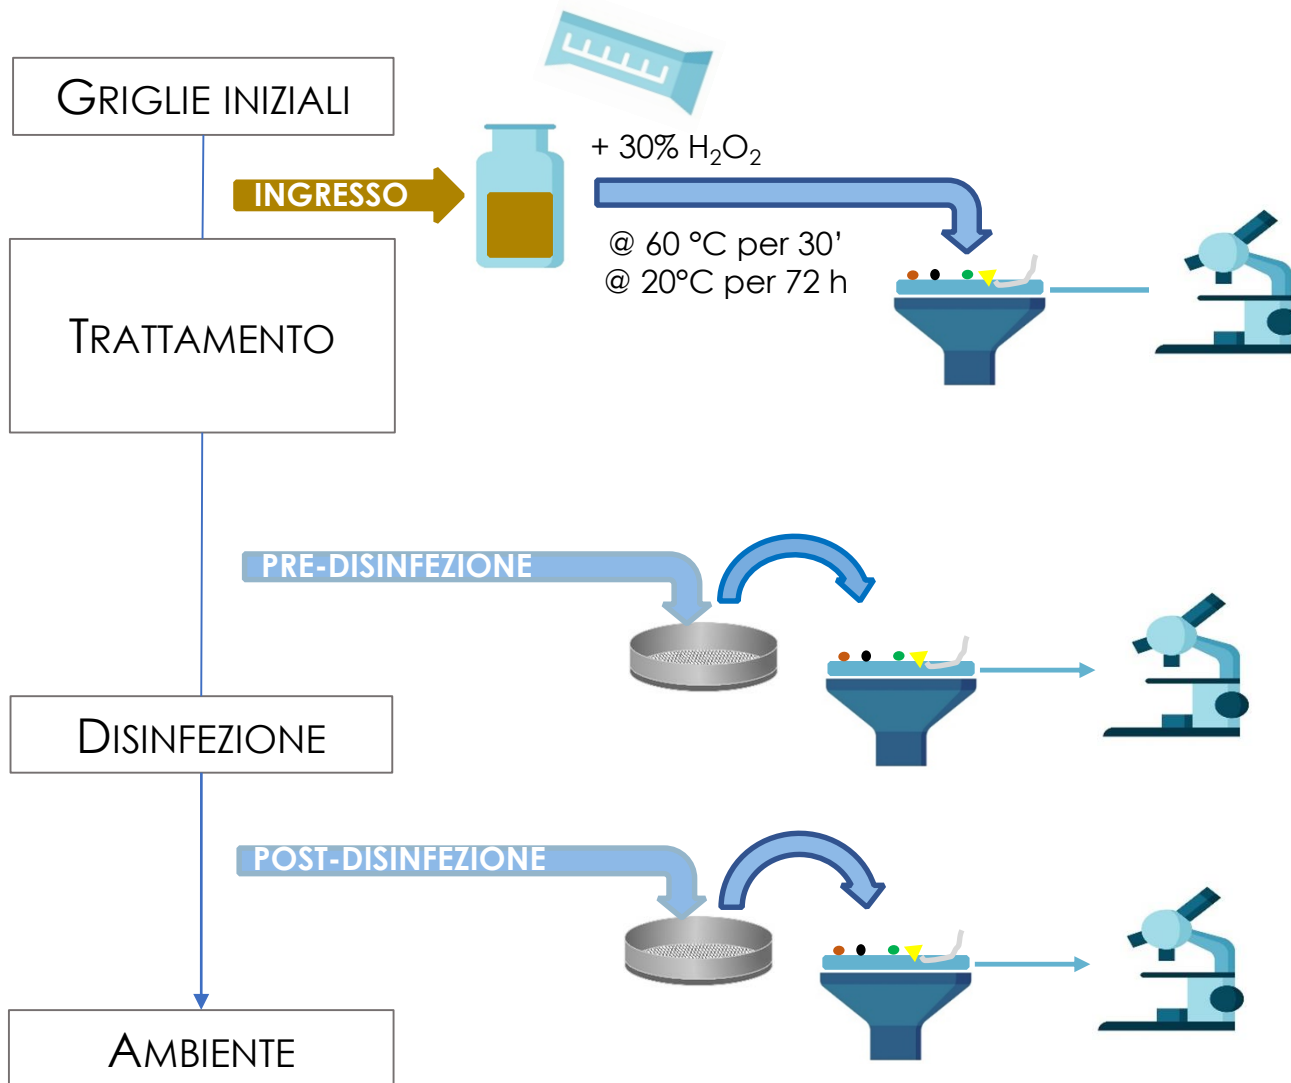 GRIGLIE INIZIALI
+ 30% H₂O₂
INGRESSO
@ 60 °C per 30’
@ 20°C per 72 h
TRATTAMENTO
PRE-DISINFEZIONE
DISINFEZIONE
POST-DISINFEZIONE
AMBIENTE